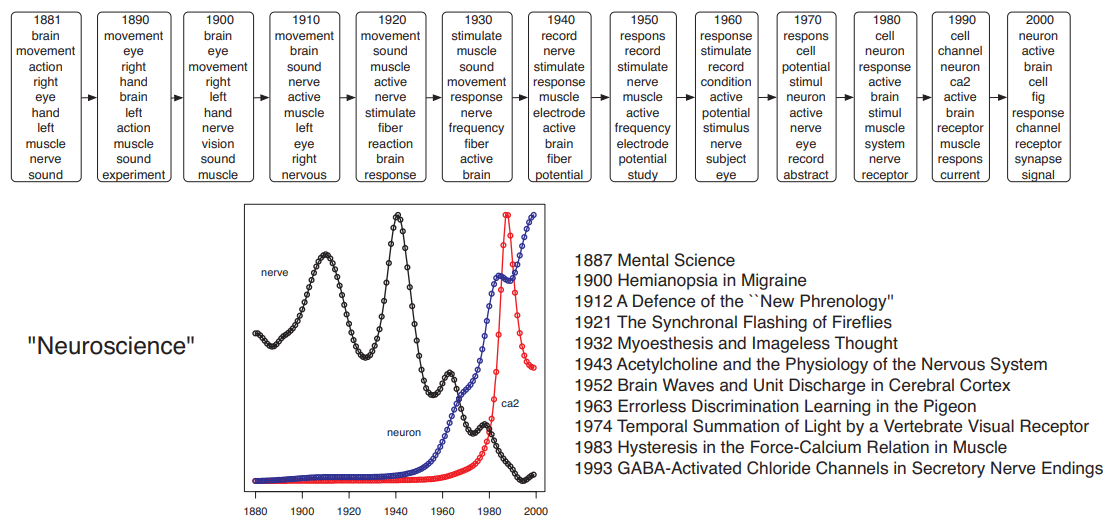 1881
brain
movement
action
right
eye
hand
left
muscle
nerve
sound
1890
movement
eye
right
hand
brain
left
action
muscle
sound
experiment
1900
brain
eye
movement
right
left
hand
nerve
vision
sound
muscle
1910
movement
brain
sound
nerve
active
muscle
left
eye
right
nervous
1920
movement
sound
muscle
active
nerve
stimulate
fiber
reaction
brain
response
1930
stimulate
muscle
sound
movement
response
nerve
frequency
fiber
active
brain
1940
record
nerve
stimulate
response
muscle
electrode
active
brain
fiber
potential
1950
respons
record
stimulate
nerve
muscle
active
frequency
electrode
potential
study
1960
response
stimulate
record
condition
active
potential
stimulus
nerve
subject
eye
1970
respons
cell
potential
stimul
neuron
active
nerve
eye
record
abstract
1980
cell
neuron
response
active
brain
stimul
muscle
system
nerve
receptor
1990
cell
channel
neuron
ca2
active
brain
receptor
muscle
respons
current
2000
neuron
active
brain
cell
fig
response
channel
receptor
synapse
signal
"Neuroscience"
nerve
neuron
ca2
1880 1900 1920 1940 1960 1980 2000
1887 Mental Science
1900 Hemianopsia in Migraine
1912 A Defence of the ``New Phrenology"
1921 The Synchronal Flashing of Fireflies
1932 Myoesthesis and Imageless Thought
1943 Acetylcholine and the Physiology of the Nervous System
1952 Brain Waves and Unit Discharge in Cerebral Cortex
1963 Errorless Discrimination Learning in the Pigeon
1974 Temporal Summation of Light by a Vertebrate Visual Receptor
1983 Hysteresis in the Force-Calcium Relation in Muscle
1993 GABA-Activated Chloride Channels in Secretory Nerve Endings